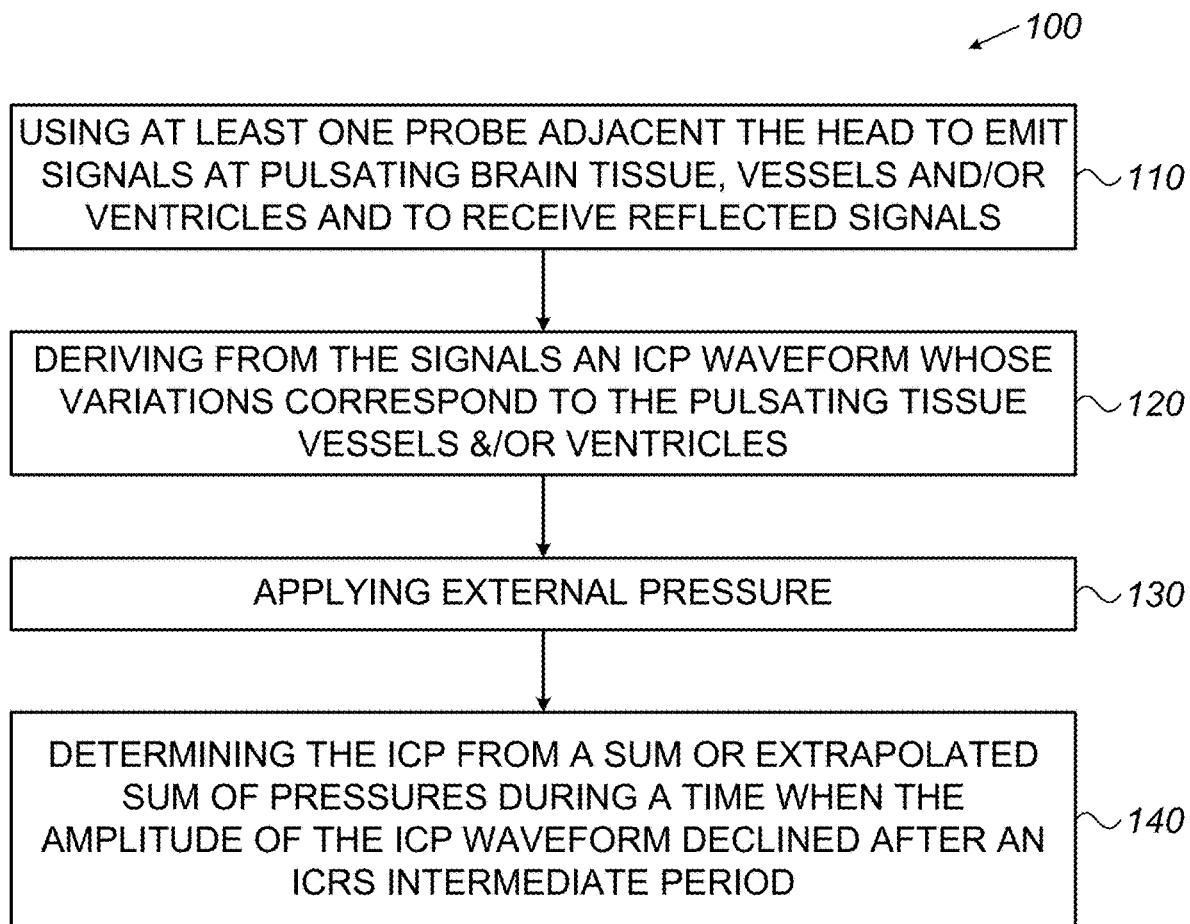 100
USING AT LEAST ONE PROBE ADJACENT THE HEAD TO EMIT
SIGNALS AT PULSATING BRAIN TISSUE, VESSELS AND/OR
VENTRICLES AND TO RECEIVE REFLECTED SIGNALS
110
DERIVING FROM THE SIGNALS AN ICP WAVEFORM WHOSE
VARIATIONS CORRESPOND TO THE PULSATING TISSUE
VESSELS &/OR VENTRICLES
120
APPLYING EXTERNAL PRESSURE
130
DETERMINING THE ICP FROM A SUM OR EXTRAPOLATED
SUM OF PRESSURES DURING A TIME WHEN THE
AMPLITUDE OF THE ICP WAVEFORM DECLINED AFTER AN
ICRS INTERMEDIATE PERIOD
140